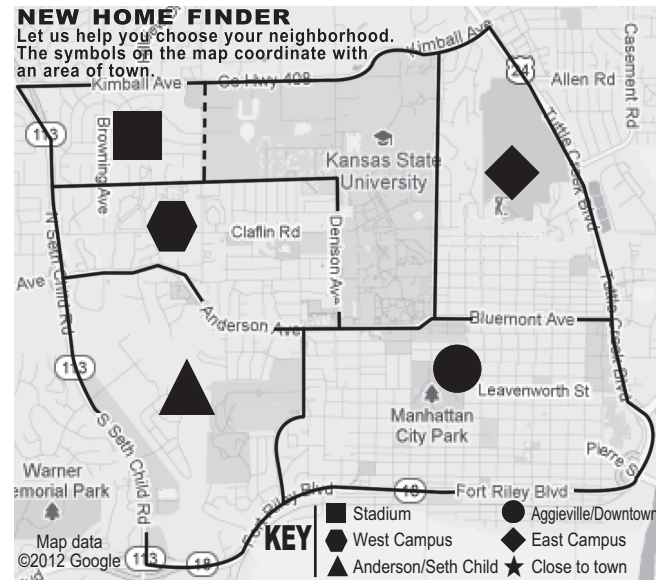 NEW HOME FINDER
Let us help you choose your neighborhood.
The symbols on the map coordinate with
an area of town.
Kimball Ave
Kimball Ave
Co Hwy 408
24
Allen Rd
Casement Rd
113
Browning Ave
Kansas State
University
Tuttle Creek Blvd
N Seth Child Rd
Claflin Rd
Denison Ave
Ave
Anderson Ave
Bluemont Ave
Tuttle Creek Blvd
113
Leavenworth St
Manhattan
City Park
S Seth Child Rd
Pierre St
Warner
emorial Park
Fort Riley Blvd
18
Fort Riley Blvd
Map data
©2012 Google
113
18
KEY
Stadium
Aggieville/Downtown
West Campus
East Campus
Anderson/Seth Child
Close to town